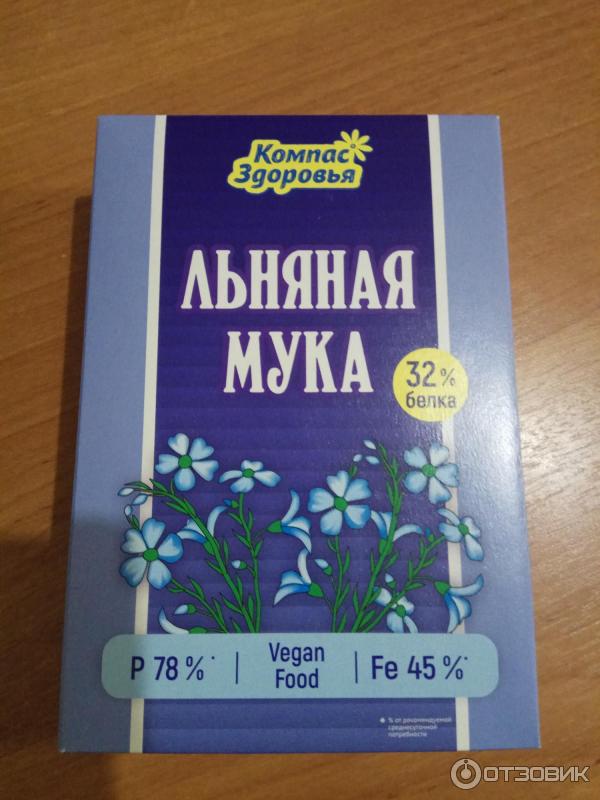 Компас
Здоровья
ЛЬНЯНАЯ
МУКА
32%
белка
P 78 %*
Vegan
Food
Fe 45 %*
* % от рекомендуемой
среднесуточной
потребности
ОТЗОВИК